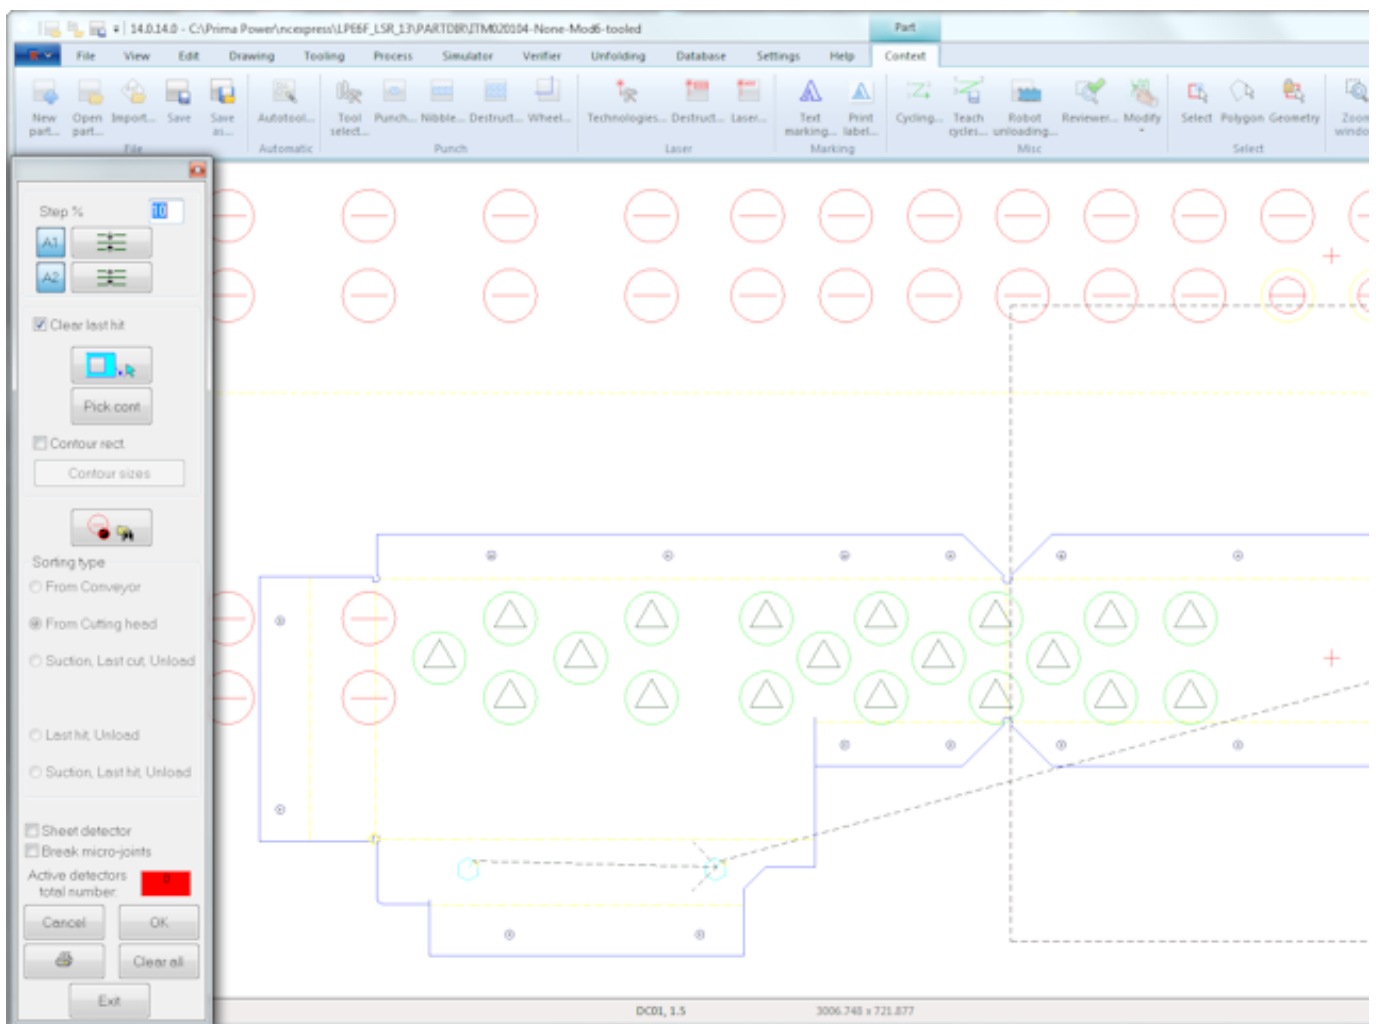 14.0.14.0 - C:\Prima Power\ncexpress\LPE6F_LSR_13\PARTDIR\ITM020104-None-Mod6-tooled
Part
File View Edit Drawing Tooling Process Simulator Verifier Unfolding Database Settings Help Context
New part... Open part... Import... Save Save as... Autotool... Tool select... Punch... Nibble... Destruct... Wheel... Technologies... Destruct... Laser... Text marking... Print label... Cycling... Teach cycles... Robot unloading... Reviewer... Modify Select Polygon Geometry Zoom window
File Automatic Punch Laser Marking Misc Select
Step % 10
A1
A2
Clear last hit
Pick cont
Contour rect.
Contour sizes
Sorting type
From Conveyor
From Cutting head
Suction, Last cut, Unload
Last hit, Unload
Suction, Last hit, Unload
Sheet detector
Break micro-joints
Active detectors
total number: 0
Cancel OK
Clear all
Exit
DC01, 1.5 3006.748 x 721.877